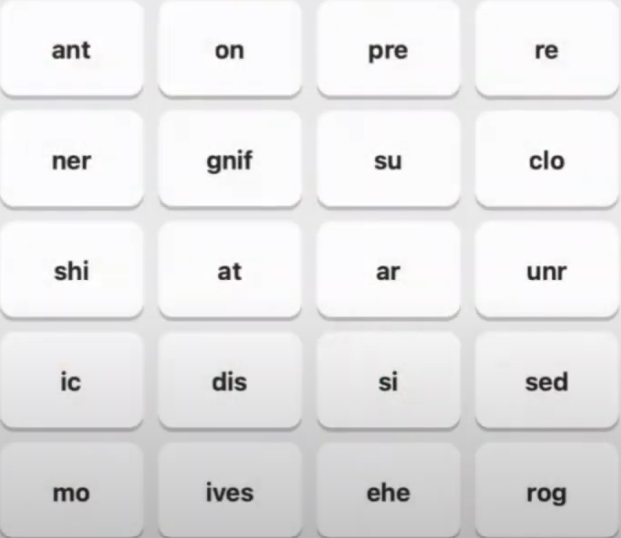 ant on pre re
ner gnif su clo
shi at ar unr
ic dis si sed
mo ives ehe rog